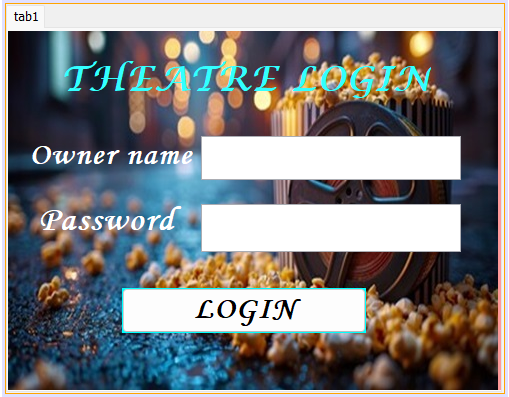 tab1
THEATRE LOGIN
Owner name
Password
LOGIN